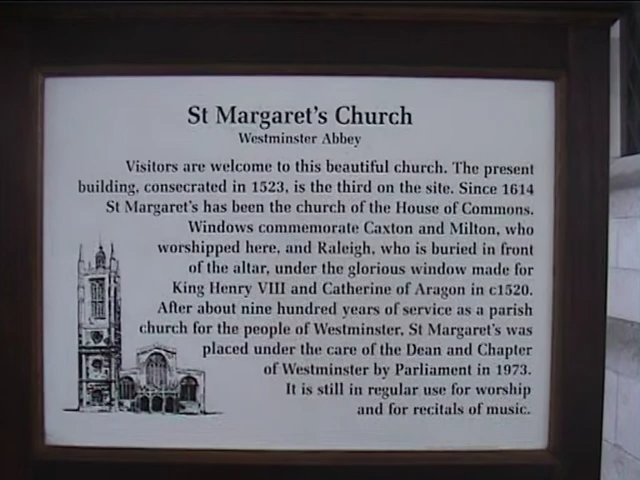 St Margaret's Church
Westminster Abbey
Visitors are welcome to this beautiful church. The present
building, consecrated in 1523, is the third on the site. Since 1614
St Margaret's has been the church of the House of Commons.
Windows commemorate Caxton and Milton, who
worshipped here, and Raleigh, who is buried in front
of the altar, under the glorious window made for
King Henry VIII and Catherine of Aragon in c1520.
After about nine hundred years of service as a parish
church for the people of Westminster, St Margaret's was
placed under the care of the Dean and Chapter
of Westminster by Parliament in 1973.
It is still in regular use for worship
and for recitals of music.